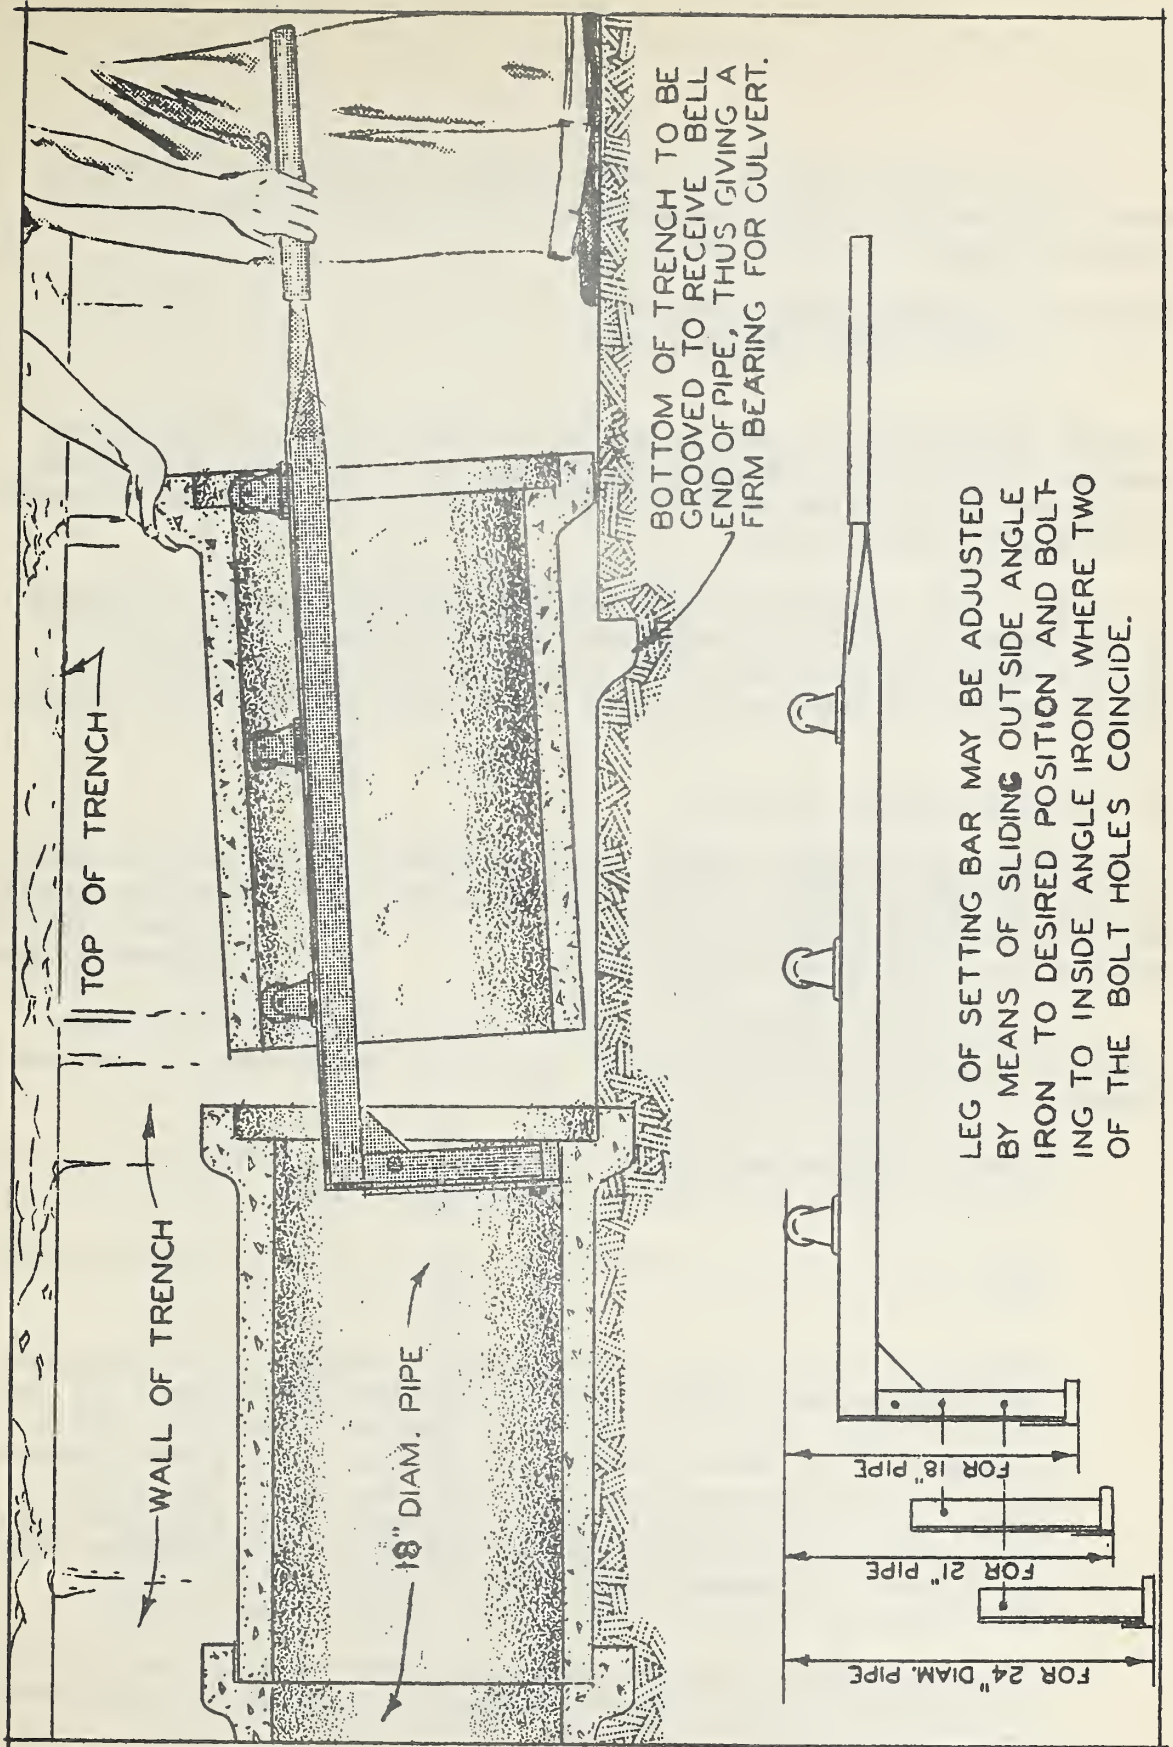 TOP OF TRENCH
WALL OF TRENCH
18" DIAM. PIPE
BOTTOM OF TRENCH TO BE
GROOVED TO RECEIVE BELL
END OF PIPE, THUS GIVING A
FIRM BEARING FOR CULVERT.
LEG OF SETTING BAR MAY BE ADJUSTED
BY MEANS OF SLIDING OUTSIDE ANGLE
IRON TO DESIRED POSITION AND BOLT-
ING TO INSIDE ANGLE IRON WHERE TWO
OF THE BOLT HOLES COINCIDE.
FOR 18" PIPE
FOR 21" PIPE
FOR 24" DIAM. PIPE